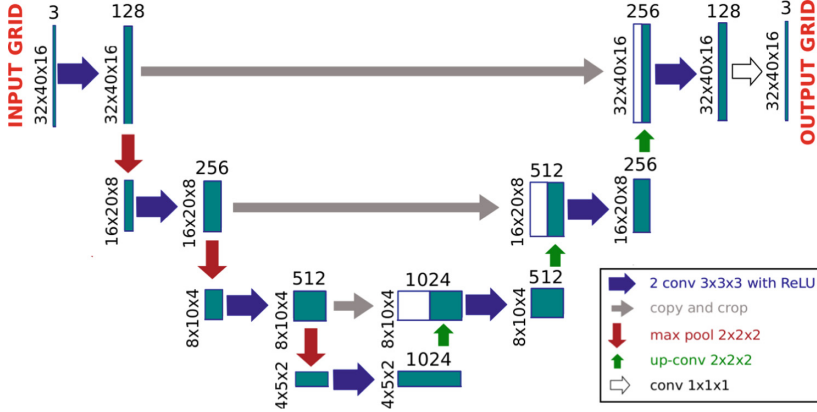 INPUT GRID
3
32x40x16
128
32x40x16
256
32x40x16
128
32x40x16
3
32x40x16
OUTPUT GRID
16x20x8
256
16x20x8
512
16x20x8
256
8x10x4
512
8x10x4
1024
8x10x4
512
8x10x4
4x5x2
1024
2 conv 3x3x3 with ReLU
copy and crop
max pool 2x2x2
up-conv 2x2x2
conv 1x1x1